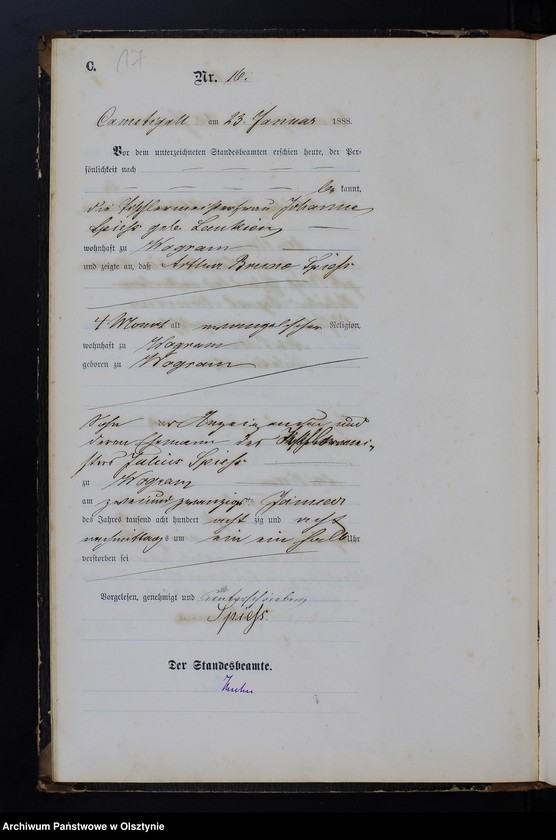 C. 17
Nr. 16.
am 23. Januar 1888.
Vor dem unterzeichneten Standesbeamten erschien heute, der Per-
sönlichkeit nach
be kannt,
die Tischlermeisterfrau Johanne
Spiess geb.
wohnhaft zu Wogram
und zeigte an, daß Arthur Bruno Spieß
4 Monat alt evangelischer Religion,
wohnhaft zu Wogram
geboren zu Wogram
Sohn der Anzeigenden und
deren Ehemann des Tischlermei-
sters Julius Spiess
zu Wogram
am zweiundzwanzigsten Januar
des Jahres tausend acht hundert acht zig und acht
nachmittags um ein ein halb Uhr
verstorben sei
Vorgelesen, genehmigt und unterschrieben
Spiess
Der Standesbeamte.
Archiwum Państwowe w Olsztynie